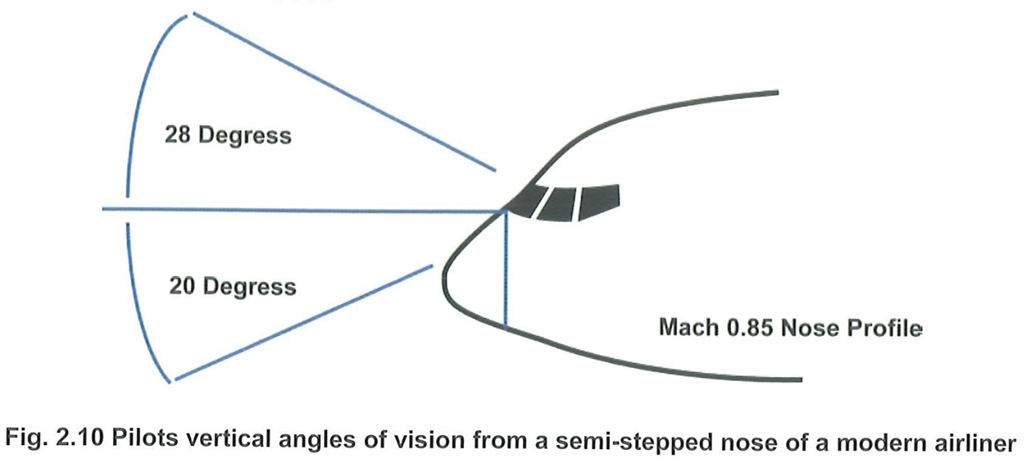 28 Degress
20 Degress
Mach 0.85 Nose Profile
Fig. 2.10 Pilots vertical angles of vision from a semi-stepped nose of a modern airliner